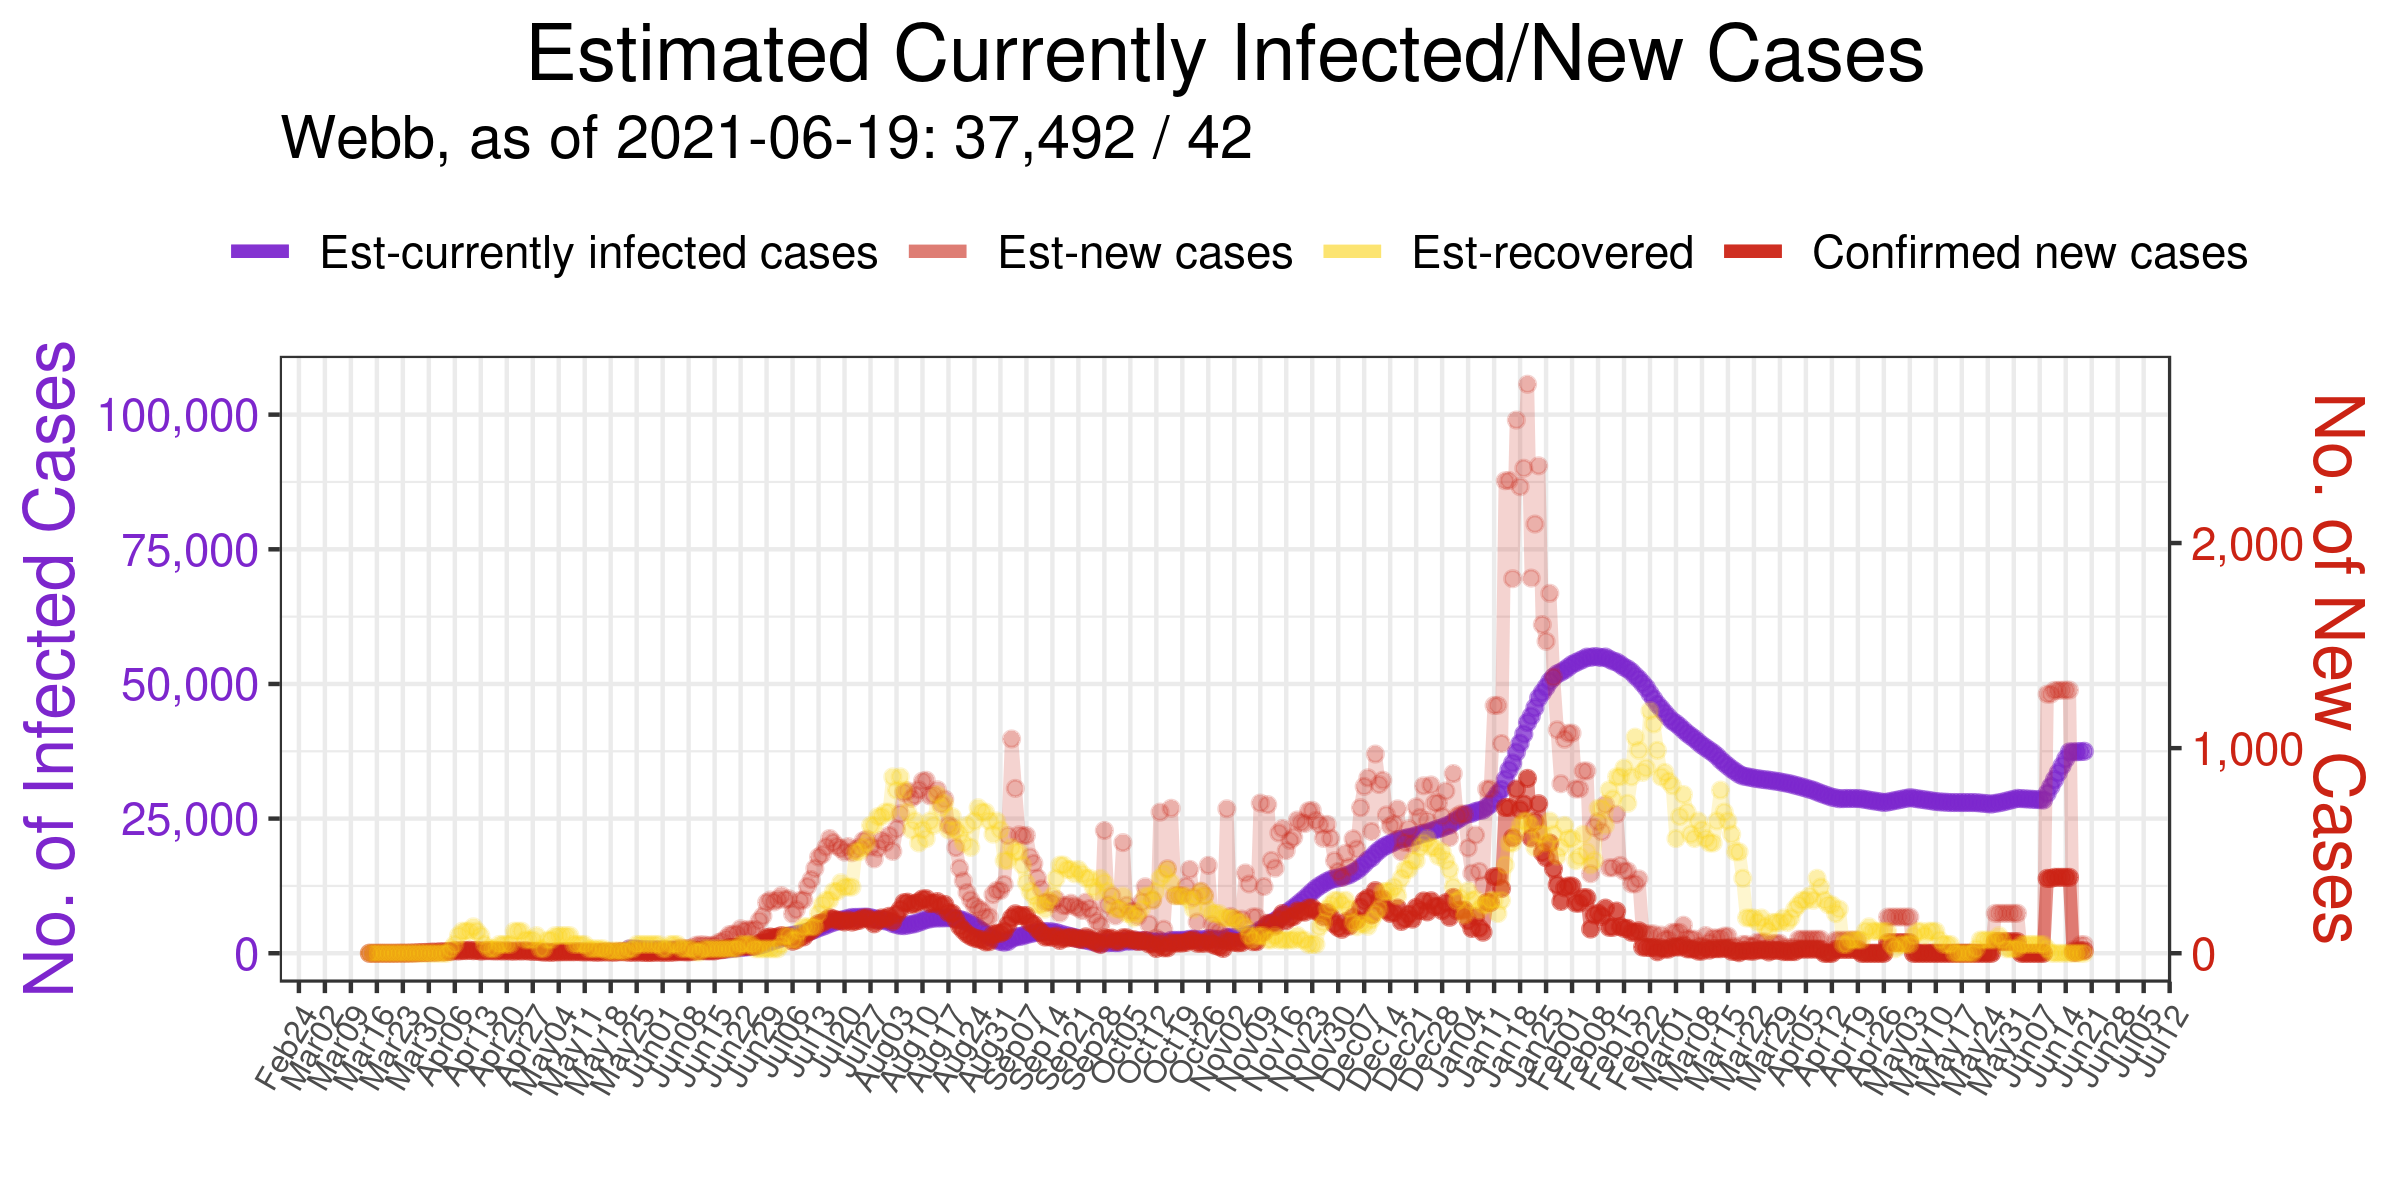 Estimated Currently Infected/New Cases
Webb, as of 2021-06-19: 37,492 / 42
Est-currently infected cases Est-new cases Est-recovered Confirmed new cases
No. of Infected Cases
100,000
75,000
50,000
25,000
0
2,000
1,000
0
No. of New Cases
Feb24 Mar02 Mar09 Mar16 Mar23 Mar30 Apr06 Apr13 Apr20 Apr27 May04 May11 May18 May25 Jun01 Jun08 Jun15 Jun22 Jun29 Jul06 Jul13 Jul20 Jul27 Aug03 Aug10 Aug17 Aug24 Aug31 Sep07 Sep14 Sep21 Sep28 Oct05 Oct12 Oct19 Oct26 Nov02 Nov09 Nov16 Nov23 Nov30 Dec07 Dec14 Dec21 Dec28 Jan04 Jan11 Jan18 Jan25 Feb01 Feb08 Feb15 Feb22 Mar01 Mar08 Mar15 Mar22 Mar29 Apr05 Apr12 Apr19 Apr26 May03 May10 May17 May24 May31 Jun07 Jun14 Jun21 Jun28 Jul05 Jul12